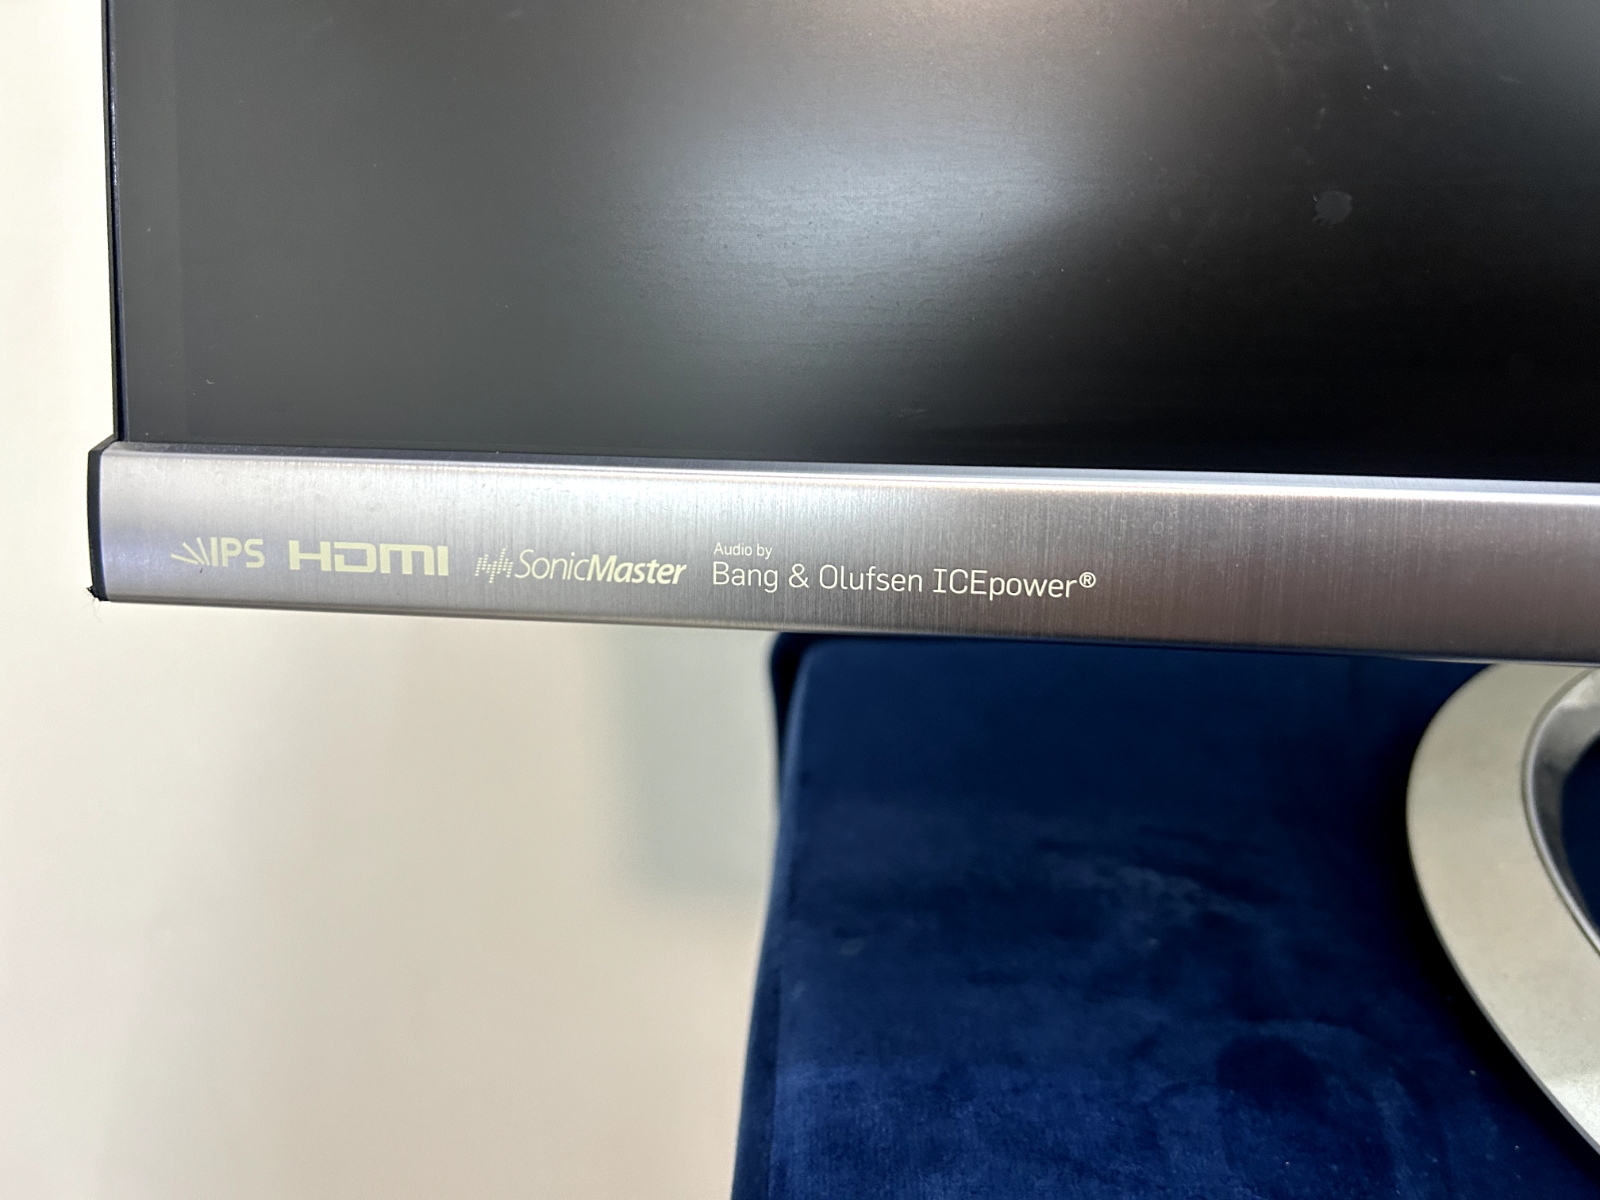 IPS HDMI SonicMaster
Audio by
Bang & Olufsen ICEpower®